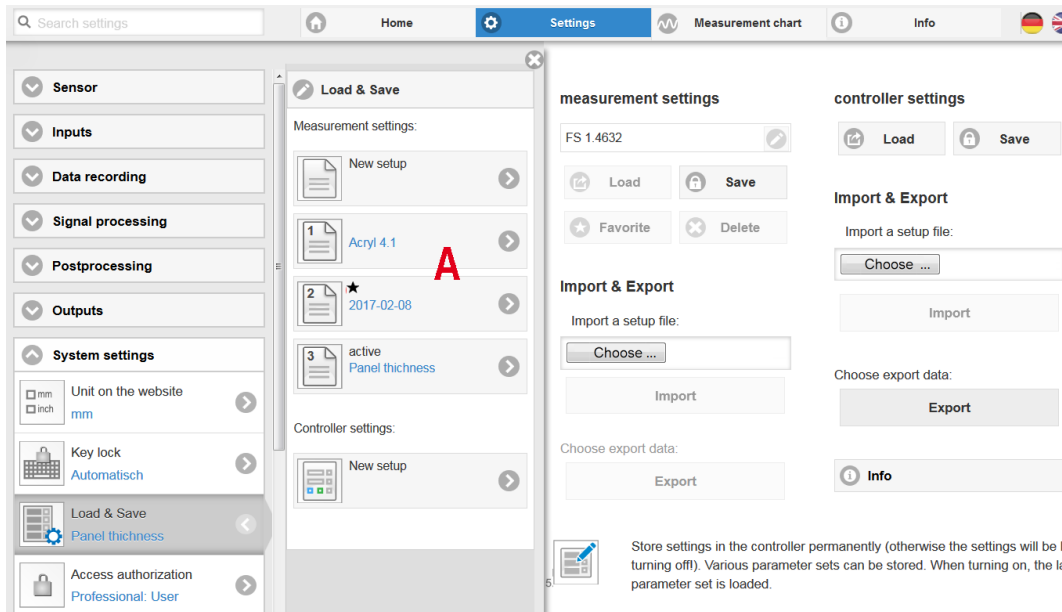 Search settings
Home
Settings
Measurement chart
Info
Sensor
Inputs
Data recording
Signal processing
Postprocessing
Outputs
System settings
mm
inch
Unit on the website
mm
Key lock
Automatisch
Load & Save
Panel thichness
Access authorization
Professional: User
Load & Save
Measurement settings:
New setup
1
Acryl 4.1
A
2
2017-02-08
3
active
Panel thichness
Controller settings:
New setup
measurement settings
FS 1.4632
Load
Save
Favorite
Delete
Import & Export
Import a setup file:
Choose ...
Import
Choose export data:
Export
controller settings
Load
Save
Import & Export
Import a setup file:
Choose ...
Import
Choose export data:
Export
Info
5.
Store settings in the controller permanently (otherwise the settings will be
turning off!). Various parameter sets can be stored. When turning on, the
parameter set is loaded.